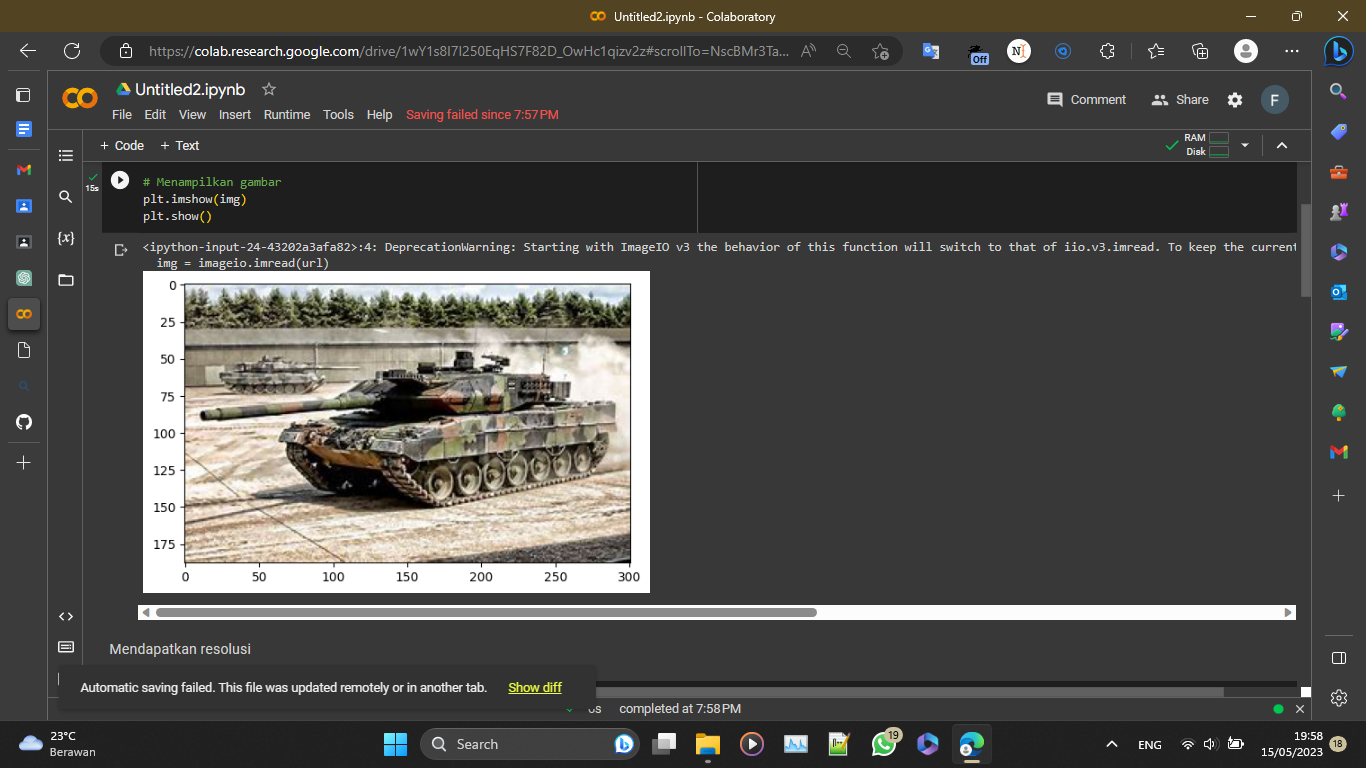 Untitled2.ipynb - Colaboratory
https://colab.research.google.com/drive/1wY1s8I7l250EqHS7F82D_OwHc1qizv2z#scrollTo=NscBMr3Ta...
A
Off
N
Untitled2.ipynb
File Edit View Insert Runtime Tools Help Saving failed since 7:57 PM
Comment Share F
+ Code + Text
RAM
Disk
15s
# Menampilkan gambar
plt.imshow(img)
plt.show()
{x}
<ipython-input-24-43202a3afa82>:4: DeprecationWarning: Starting with ImageIO v3 the behavior of this function will switch to that of iio.v3.imread. To keep the current
img = imageio.imread(url)
0
25
50
75
100
125
150
175
0 50 100 150 200 250 300
Mendapatkan resolusi
Automatic saving failed. This file was updated remotely or in another tab. Show diff
0s completed at 7:58 PM
23°C
Berawan
Search
19
ENG
19:58
15/05/2023
18